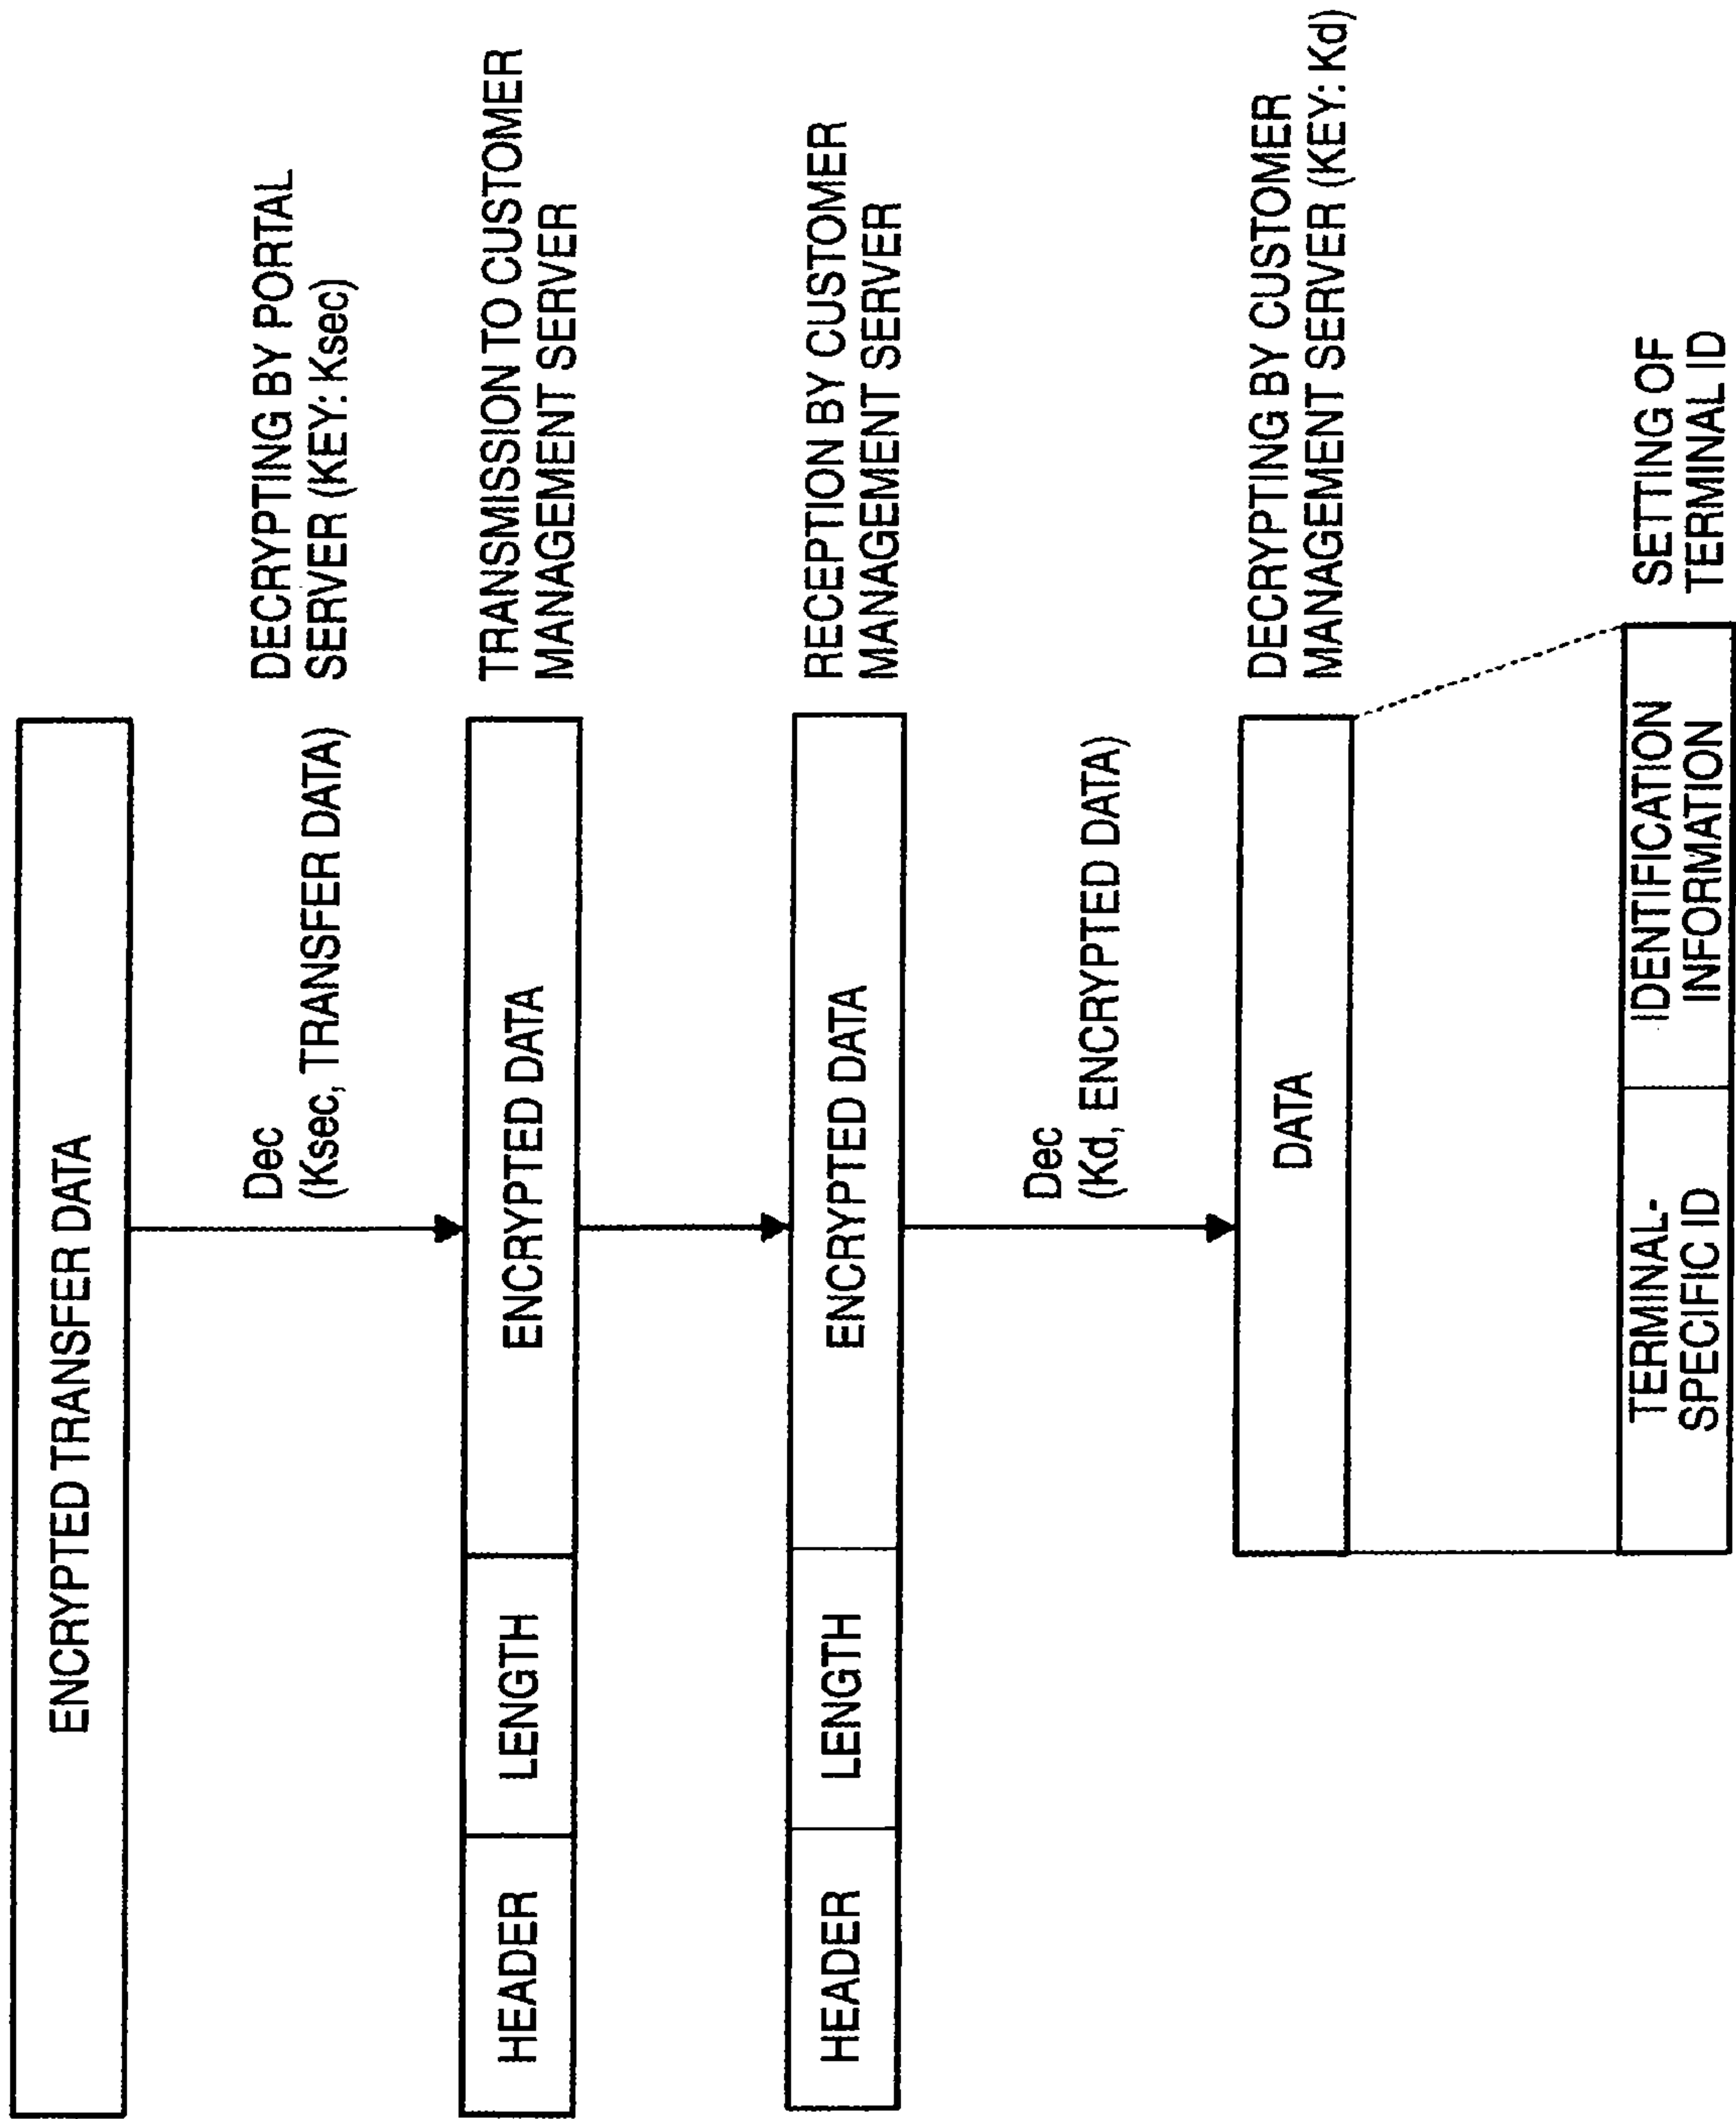 ENCRYPTED TRANSFER DATA
Dec
(Ksec, TRANSFER DATA)
DECRYPTING BY PORTAL
SERVER (KEY: Ksec)
HEADER
LENGTH
ENCRYPTED DATA
TRANSMISSION TO CUSTOMER
MANAGEMENT SERVER
HEADER
LENGTH
ENCRYPTED DATA
RECEPTION BY CUSTOMER
MANAGEMENT SERVER
Dec
(Kd, ENCRYPTED DATA)
DATA
DECRYPTING BY CUSTOMER
MANAGEMENT SERVER (KEY: Kd)
TERMINAL-
SPECIFIC ID
IDENTIFICATION
INFORMATION
SETTING OF
TERMINAL ID